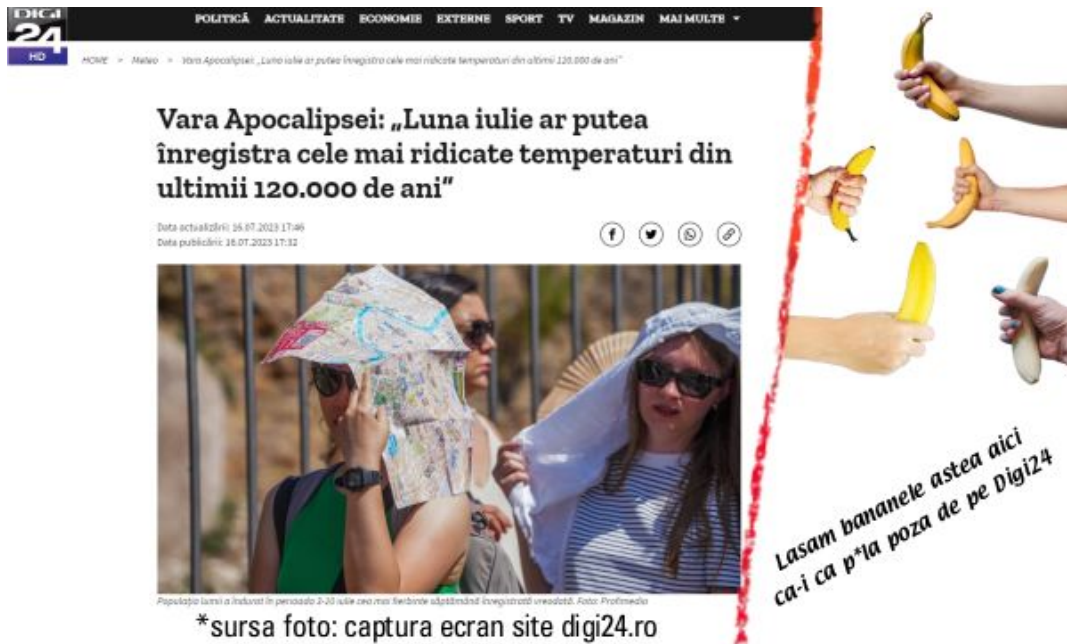 DIGI
24
HD
POLITICĂ ACTUALITATE ECONOMIE EXTERNE SPORT TV MAGAZIN MAI MULTE
HOME > Meteo > Vara Apocalipsei: „Luna iulie ar putea înregistra cele mai ridicate temperaturi din ultimii 120.000 de ani”
Vara Apocalipsei: „Luna iulie ar putea
înregistra cele mai ridicate temperaturi din
ultimii 120.000 de ani”
Data actualizării: 16.07.2023 17:46
Data publicării: 16.07.2023 17:32
Populația lumii a îndurat în perioada 3-10 iulie cea mai fierbinte săptămână înregistrată vreodată. Foto: Profimedia
*sursa foto: captura ecran site digi24.ro
Lasam bananele astea aici
ca-i ca p*la poza de pe Digi24